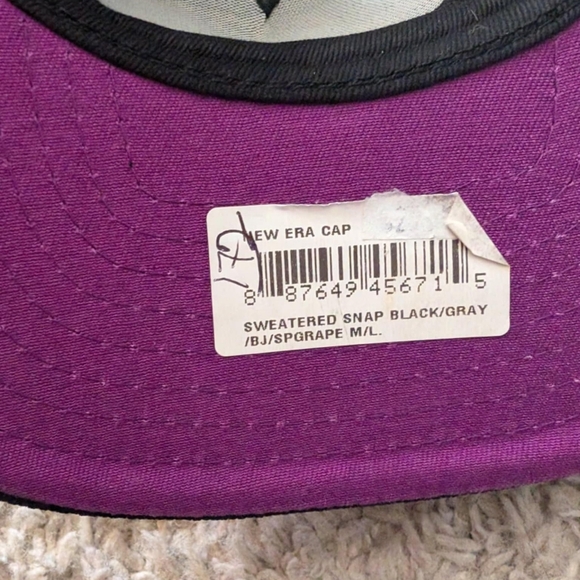 NEW ERA CAP
8 87649 45671 5
SWEATERED SNAP BLACK/GRAY
/BJ/SPGRAPE M/L.